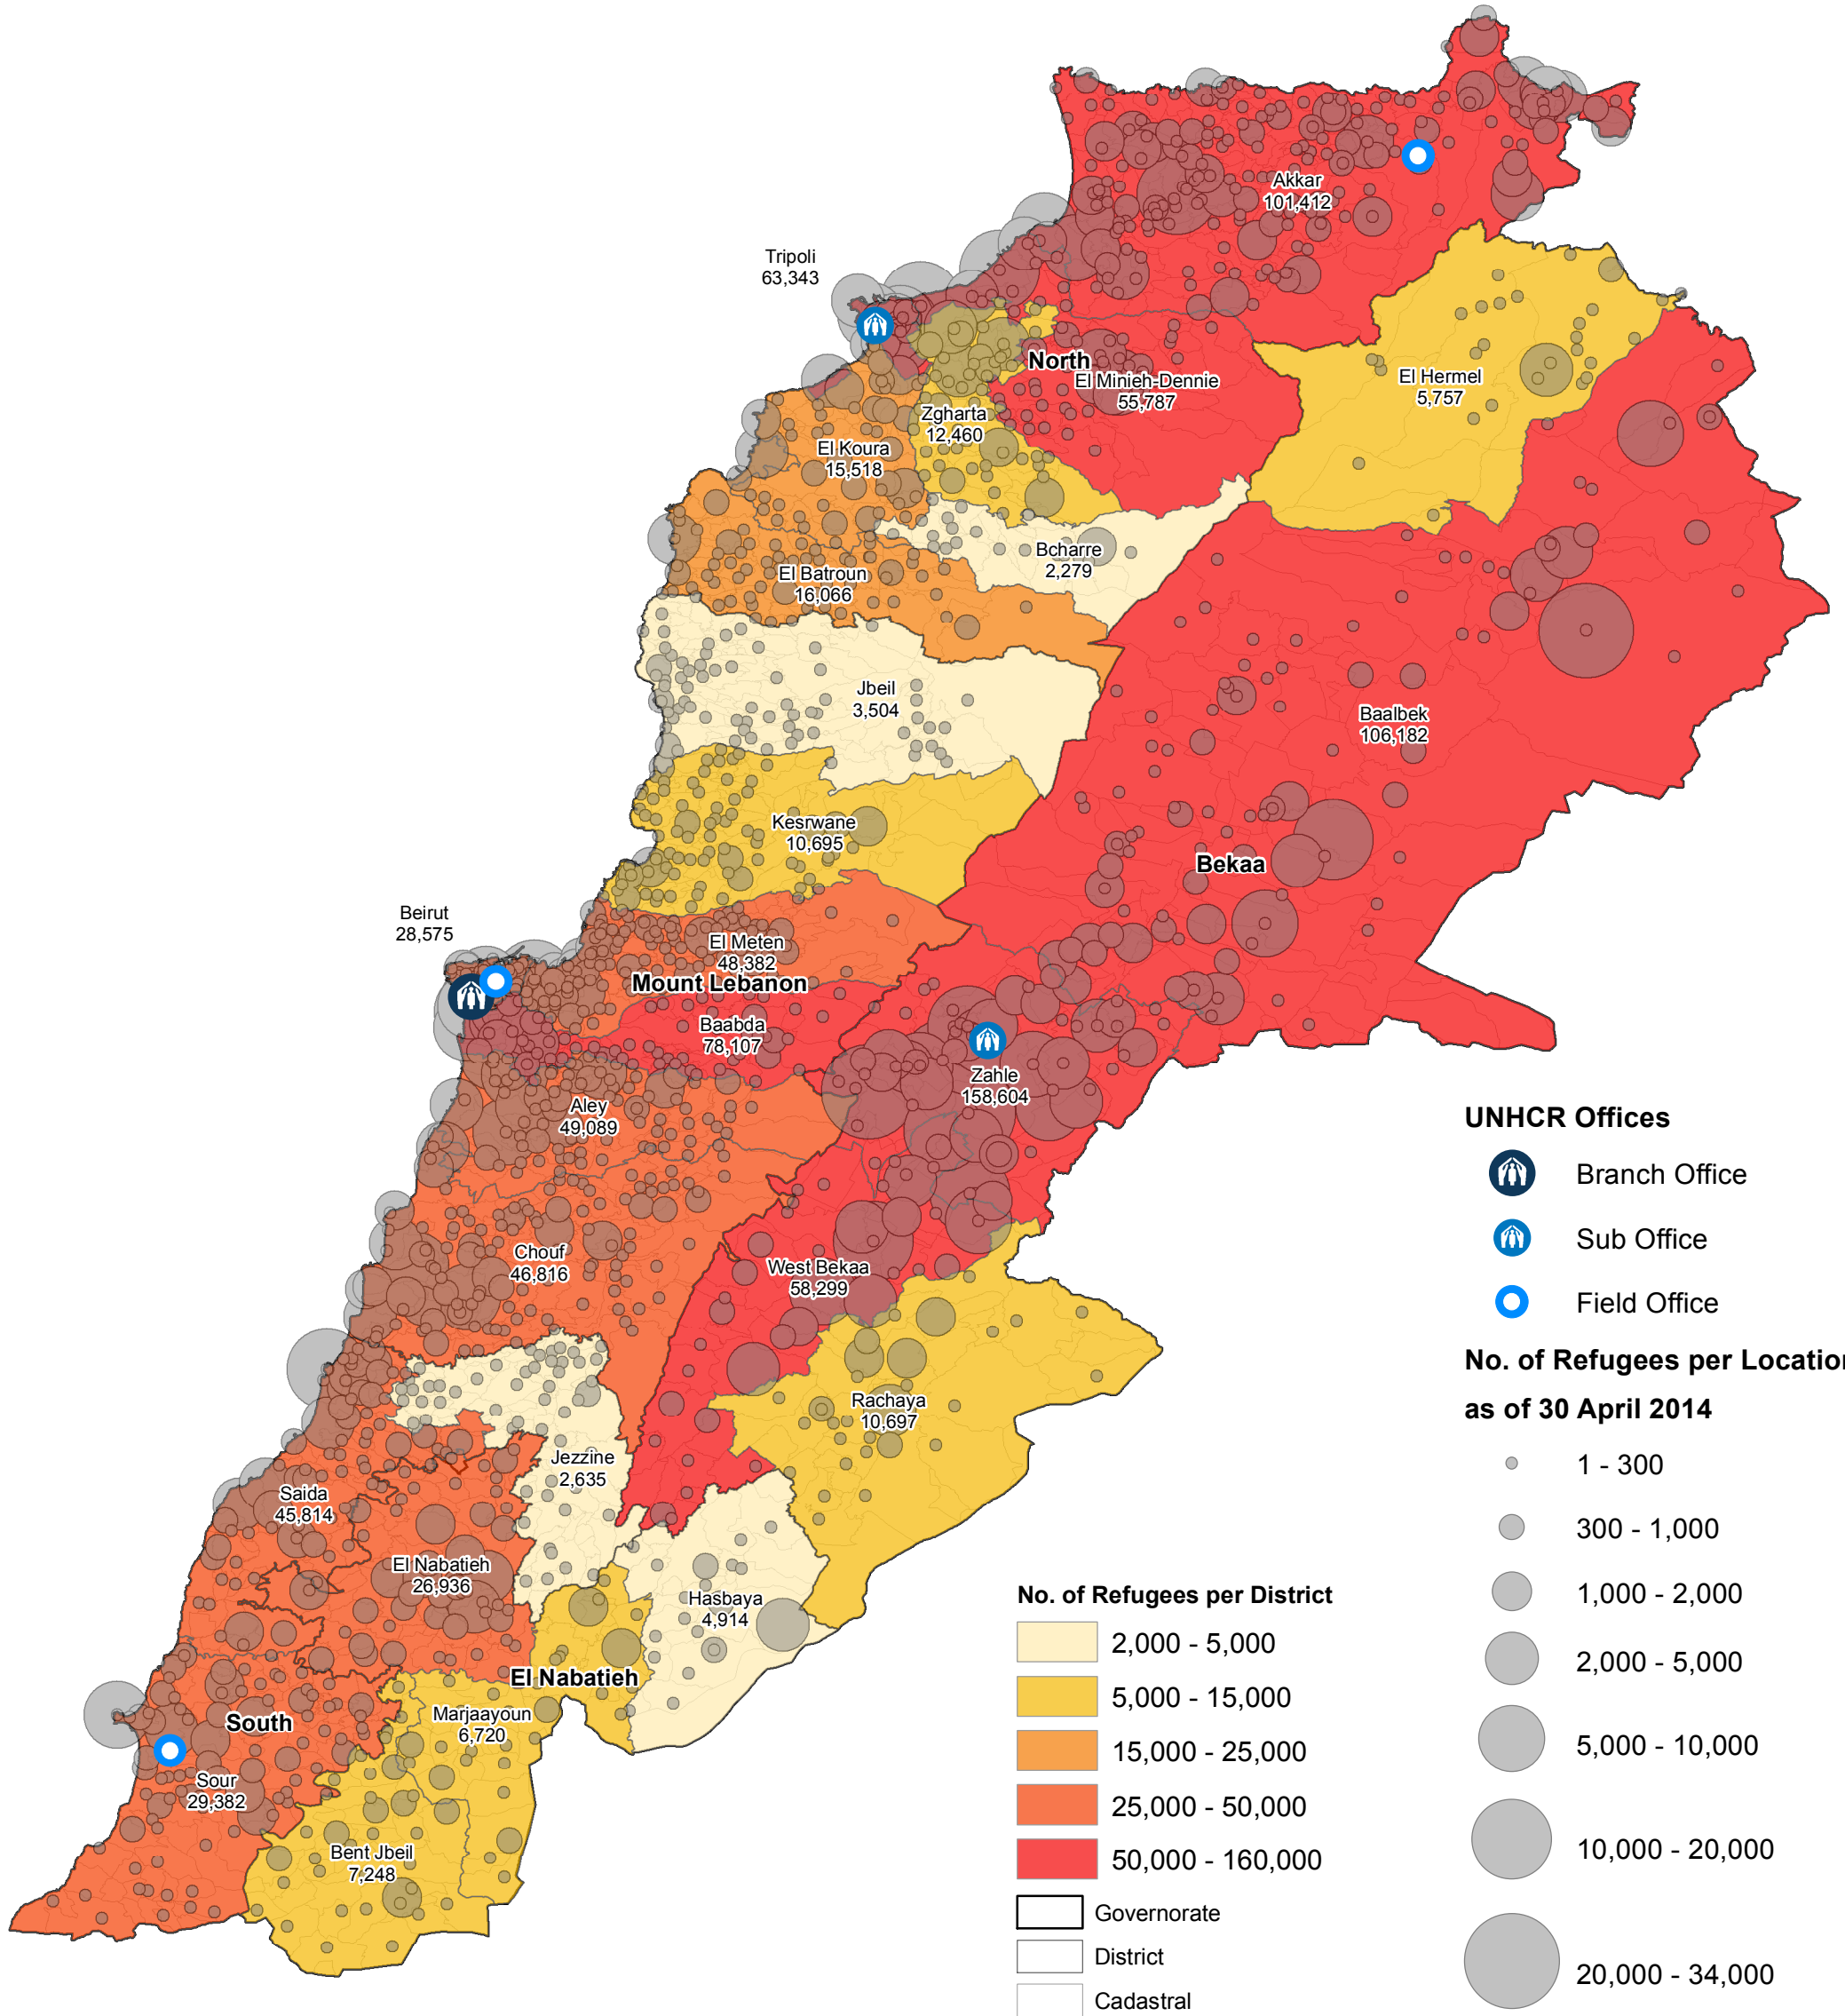 Akkar
101,412
Tripoli
63,343
North
El Minieh-Dennie
55,787
El Hermel
5,757
Zgharta
12,460
El Koura
15,518
Bcharre
2,279
El Batroun
16,066
Jbeil
3,504
Baalbek
106,182
Kesrwane
10,695
Bekaa
Beirut
28,575
El Meten
48,382
Mount Lebanon
Baabda
78,107
Zahle
158,604
Aley
49,089
Chouf
46,816
West Bekaa
58,299
Rachaya
10,697
Jezzine
2,635
Saida
45,814
El Nabatieh
26,936
Hasbaya
4,914
El Nabatieh
Marjaayoun
6,720
South
Sour
29,382
Bent Jbeil
7,248
UNHCR Offices
Branch Office
Sub Office
Field Office
No. of Refugees per Location
as of 30 April 2014
1 - 300
300 - 1,000
1,000 - 2,000
2,000 - 5,000
5,000 - 10,000
10,000 - 20,000
20,000 - 34,000
No. of Refugees per District
2,000 - 5,000
5,000 - 15,000
15,000 - 25,000
25,000 - 50,000
50,000 - 160,000
Governorate
District
Cadastral